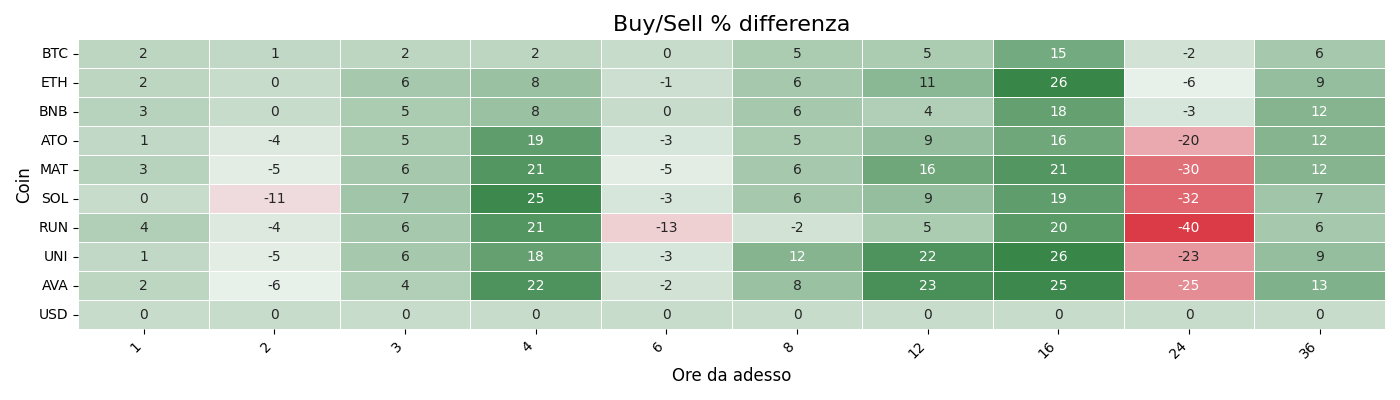 Buy/Sell % differenza
BTC 2 1 2 2 0 5 5 15 -2 6
ETH 2 0 6 8 -1 6 11 26 -6 9
BNB 3 0 5 8 0 6 4 18 -3 12
ATO 1 -4 5 19 -3 5 9 16 -20 12
MAT 3 -5 6 21 -5 6 16 21 -30 12
SOL 0 -11 7 25 -3 6 9 19 -32 7
RUN 4 -4 6 21 -13 -2 5 20 -40 6
UNI 1 -5 6 18 -3 12 22 26 -23 9
AVA 2 -6 4 22 -2 8 23 25 -25 13
USD 0 0 0 0 0 0 0 0 0 0
Coin
1 2 3 4 6 8 12 16 24 36
Ore da adesso